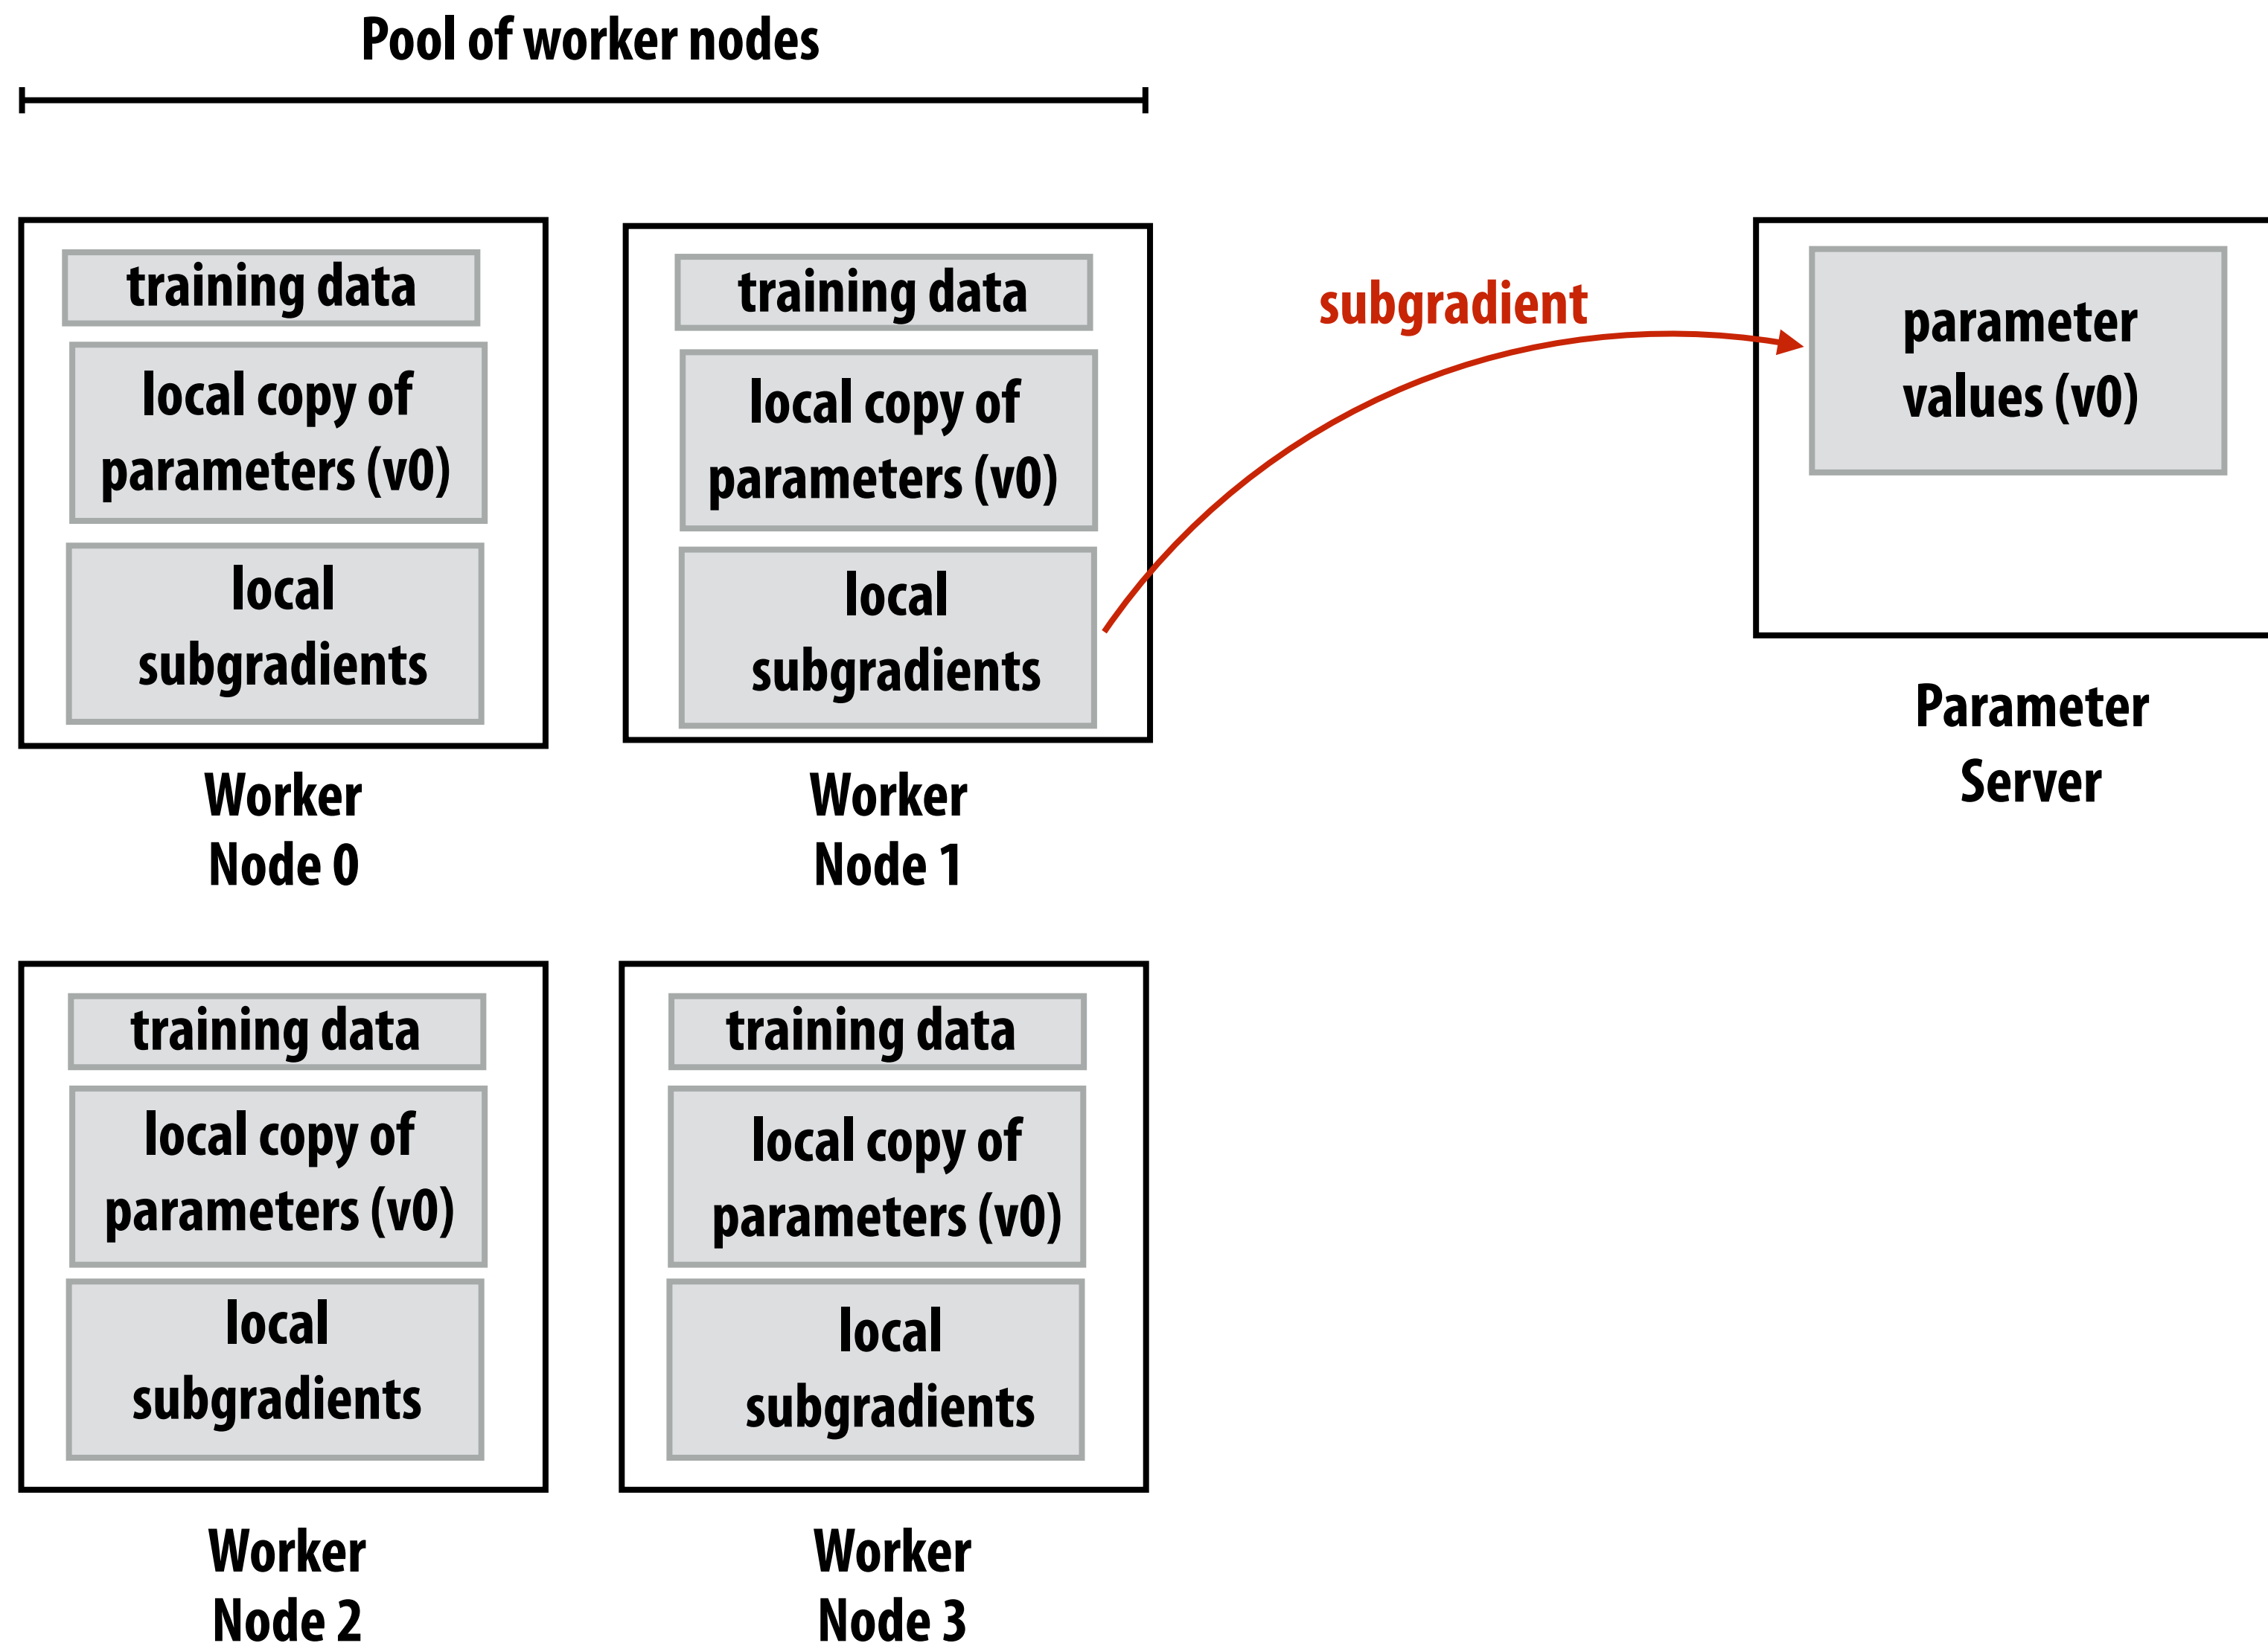 Pool of worker nodes
training data
local copy of
parameters (v0)
local
subgradients
Worker
Node 0
training data
local copy of
parameters (v0)
local
subgradients
Worker
Node 1
subgradient
parameter
values (v0)
Parameter
Server
training data
local copy of
parameters (v0)
local
subgradients
Worker
Node 2
training data
local copy of
parameters (v0)
local
subgradients
Worker
Node 3